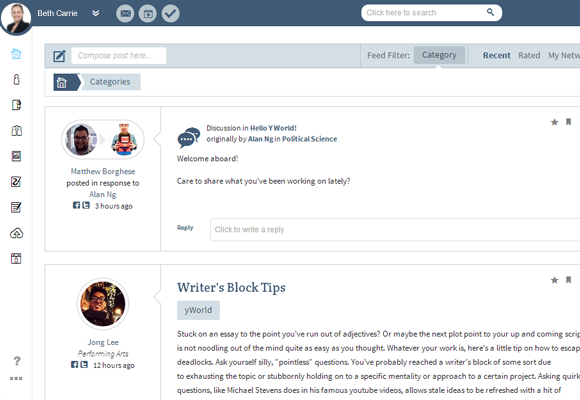 Beth Carrie
Click here to search
Compose post here...
Feed Filter: Category Recent Rated My Netw
Categories
Matthew Borghese
posted in response to
Alan Ng
3 hours ago
Discussion in Hello Y World!
originally by Alan Ng in Political Science
Welcome aboard!
Care to share what you've been working on lately?
Reply Click to write a reply
Jong Lee
Performing Arts
12 hours ago
Writer's Block Tips
yWorld
Stuck on an essay to the point you've run out of adjectives? Or maybe the next plot point to your up and coming scrip
is not noodling out of the mind quite as easy as you thought. Whatever your work is, here's a little tip on how to escap
deadlocks. Ask yourself silly, "pointless" questions. You've probably reached a writer's block of some sort due
to exhausting the topic or stubbornly holding on to a specific mentality or approach to a certain project. Asking quirk
questions, like Michael Stevens does in his famous youtube videos, allows stale ideas to be refreshed with a hit of